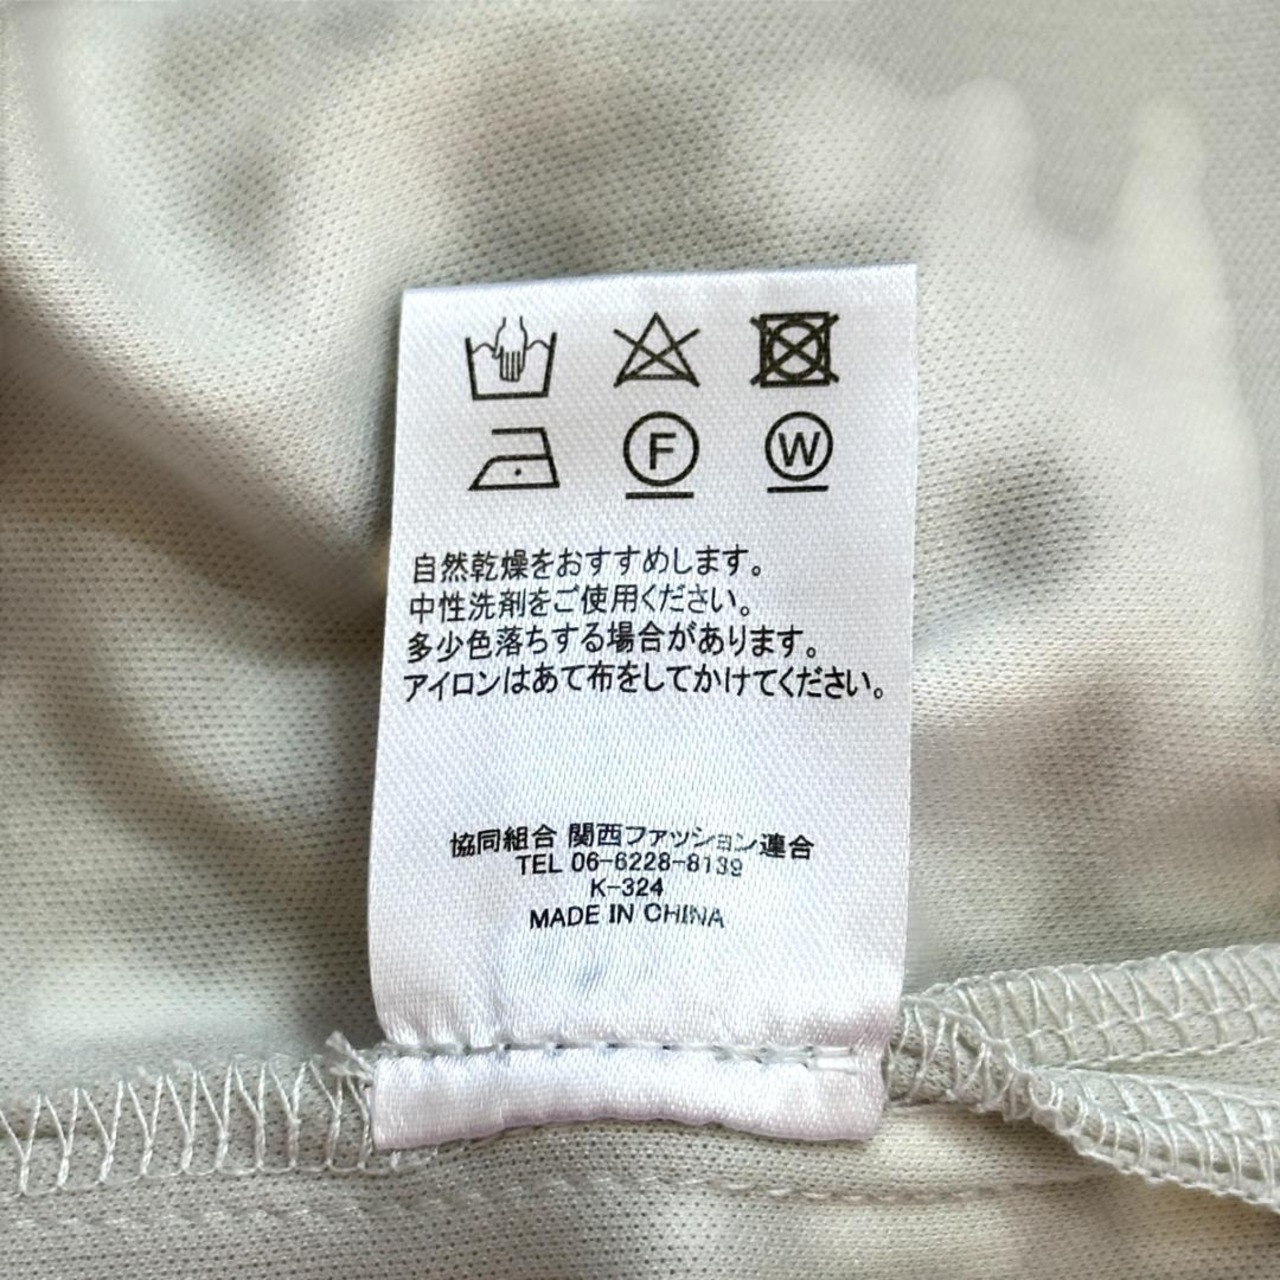 F W
自然乾燥をおすすめします。
中性洗剤をご使用ください。
多少色落ちする場合があります。
アイロンはあて布をしてかけてください。
協同組合 関西ファッション連合
TEL 06-6228-8139
K-324
MADE IN CHINA